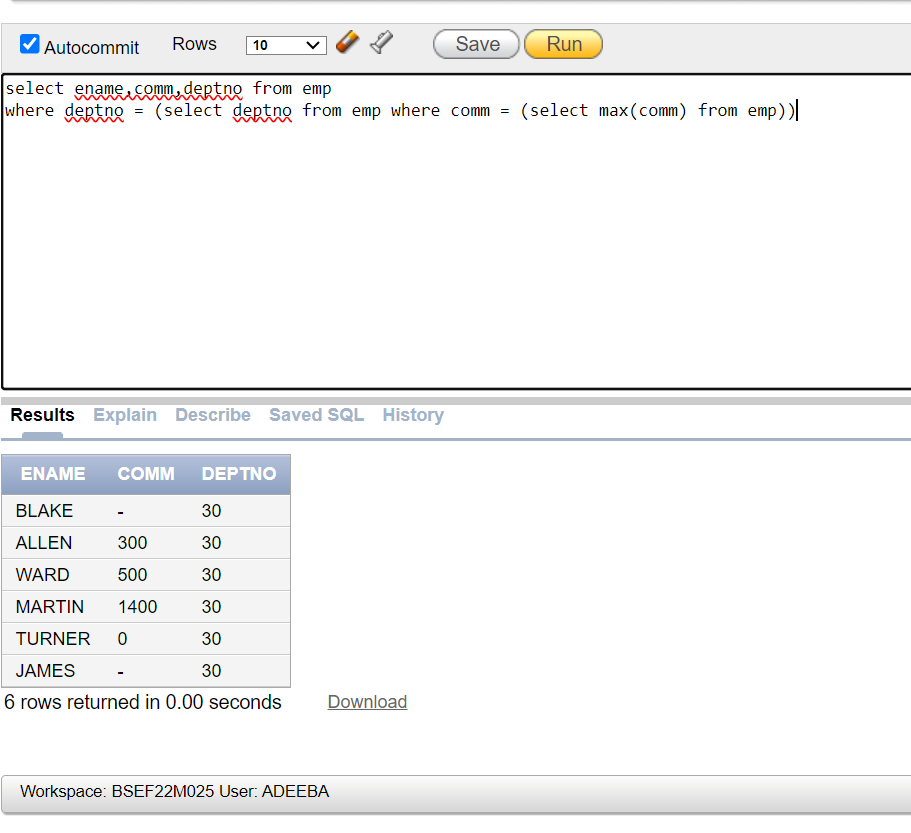 Autocommit Rows 10 Save Run
select ename,comm,deptno from emp
where deptno = (select deptno from emp where comm = (select max(comm) from emp))
Results Explain Describe Saved SQL History
ENAME COMM DEPTNO
BLAKE - 30
ALLEN 300 30
WARD 500 30
MARTIN 1400 30
TURNER 0 30
JAMES - 30
6 rows returned in 0.00 seconds Download
Workspace: BSEF22M025 User: ADEEBA